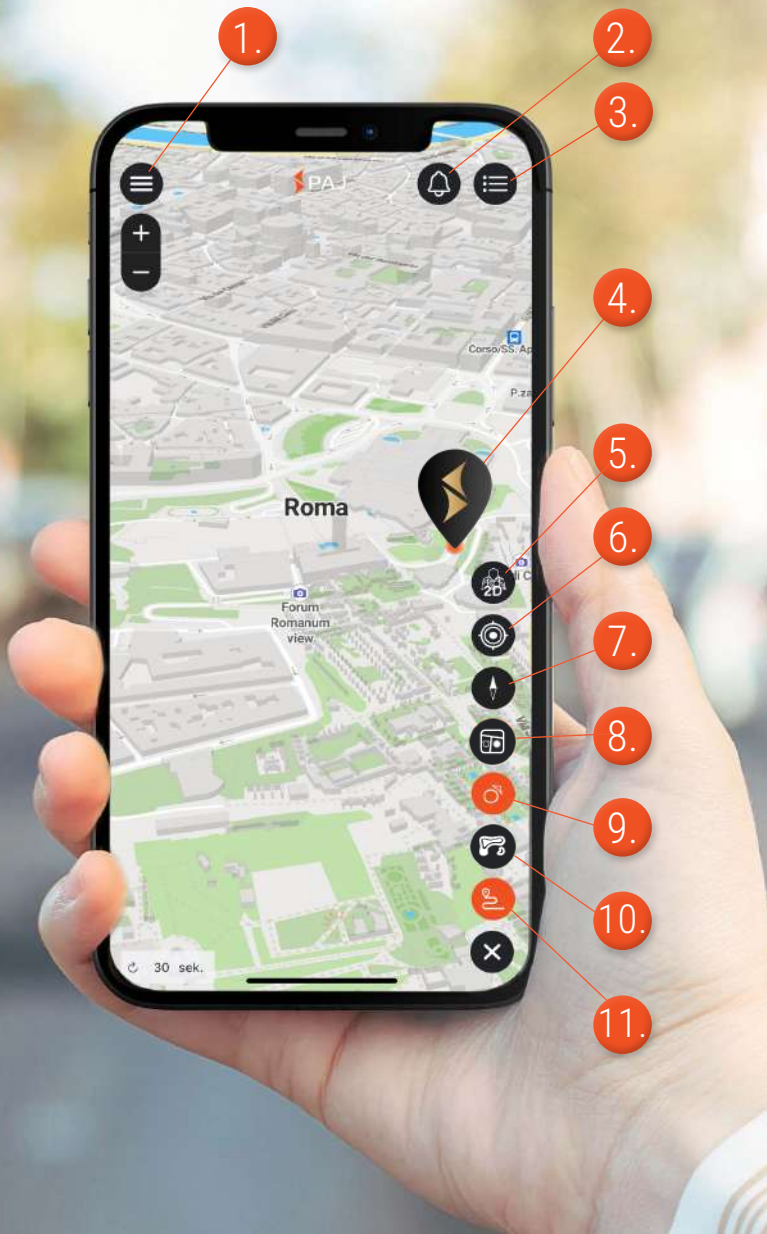 1.
2.
3.
PAJ
+
−
4.
Corso/SS. Ap
P.za
5.
Roma
6.
2D
Forum
Romanum
view
7.
8.
9.
10.
30 sek.
11.